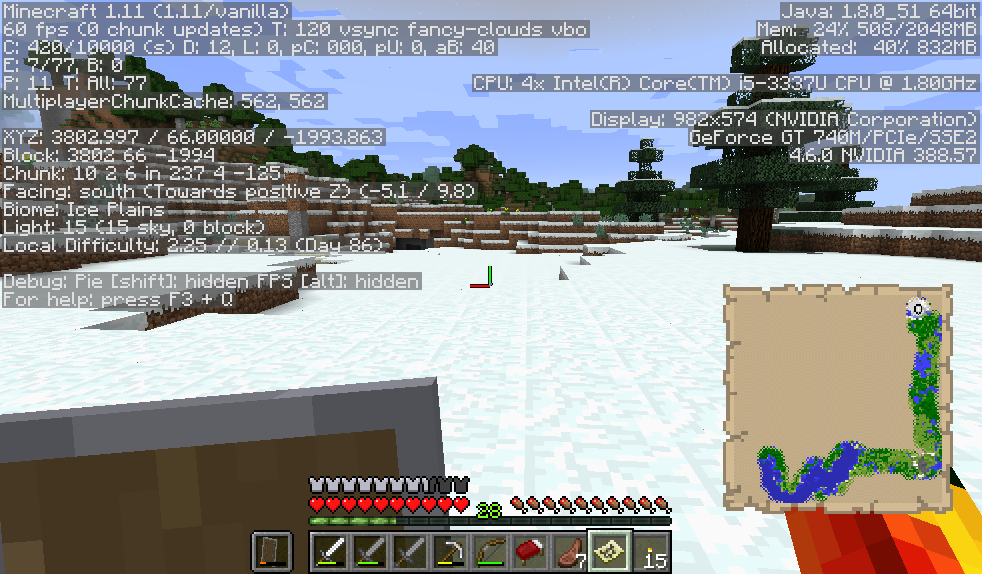 Minecraft 1.11 (1.11/vanilla)
60 fps (0 chunk updates) T: 120 vsync fancy-clouds vbo
C: 420/10000 (s) D: 12, L: 0, pC: 000, pU: 0, aB: 40
E: 7/77, B: 0
P: 11. T: All: 77
MultiplayerChunkCache: 562, 562
XYZ: 3802.997 / 66.00000 / -1993.863
Block: 3802 66 -1994
Chunk: 10 2 6 in 237 4 -125
Facing: south (Towards positive Z) (-5.1 / 9.8)
Biome: Ice Plains
Light: 15 (15 sky, 0 block)
Local Difficulty: 2.25 // 0.13 (Day 86)
Debug: Pie [shift]: hidden FPS [alt]: hidden
For help: press F3 + Q
Java: 1.8.0_51 64bit
Mem: 24% 508/2048MB
Allocated: 40% 832MB
CPU: 4x Intel(R) Core(TM) i5-3337U CPU @ 1.80GHz
Display: 982x574 (NVIDIA Corporation)
GeForce GT 740M/PCIe/SSE2
4.6.0 NVIDIA 388.57
38
7
15